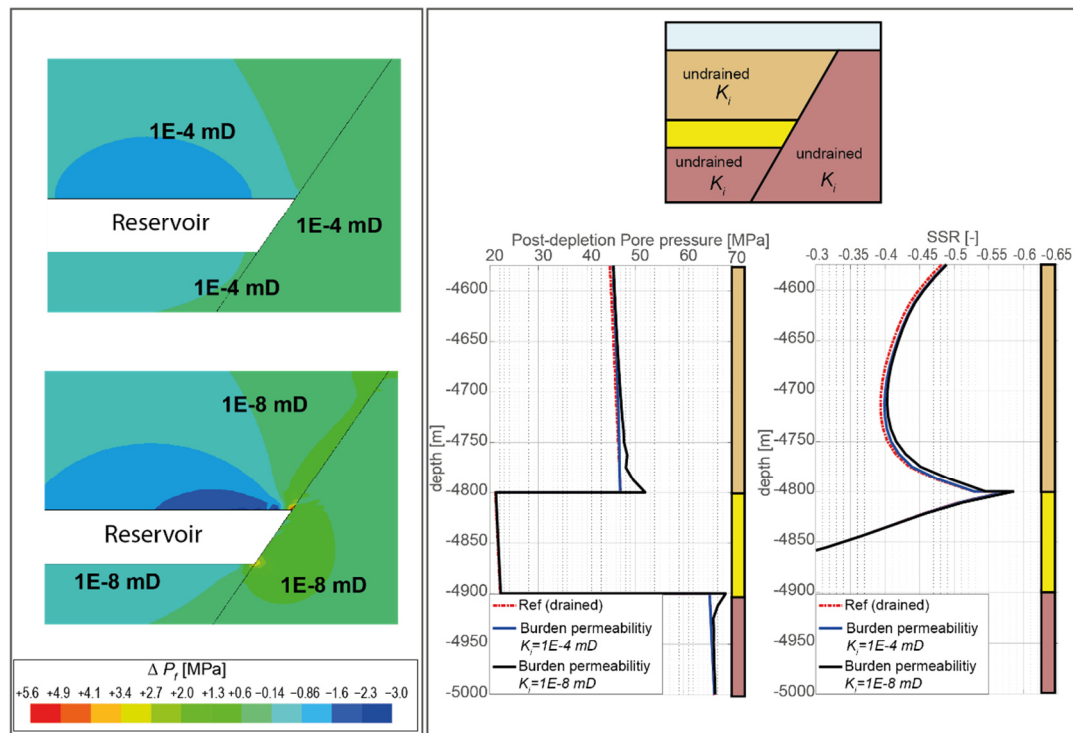 1E-4 mD
Reservoir
1E-4 mD
1E-4 mD
1E-8 mD
Reservoir
1E-8 mD
1E-8 mD
Δ Pf [MPa]
+5.6 +4.9 +4.1 +3.4 +2.7 +2.0 +1.3 +0.6 -0.14 -0.86 -1.6 -2.3 -3.0
undrained
Ki
undrained
Ki
undrained
Ki
Post-depletion Pore pressure [MPa]
20 30 40 50 60 70
-4600
-4650
-4700
-4750
-4800
-4850
-4900
-4950
-5000
depth [m]
Ref (drained)
Burden permeabilitiy
Ki=1E-4 mD
Burden permeabilitiy
Ki=1E-8 mD
SSR [-]
-0.3 -0.35 -0.4 -0.45 -0.5 -0.55 -0.6 -0.65
-4600
-4650
-4700
-4750
-4800
-4850
-4900
-4950
-5000
depth [m]
Ref (drained)
Burden permeabilitiy
Ki=1E-4 mD
Burden permeabilitiy
Ki=1E-8 mD